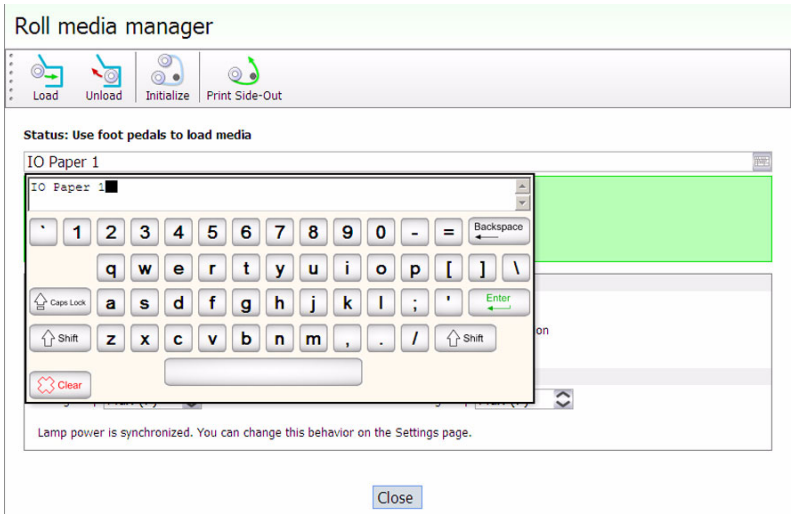 Roll media manager
Load Unload Initialize Print Side-Out
Status: Use foot pedals to load media
IO Paper 1
IO Paper 1
` 1 2 3 4 5 6 7 8 9 0 - = Backspace
q w e r t y u i o p [ ] \
Caps Lock a s d f g h j k l ; ' Enter
on
Shift z x c v b n m , . / Shift
Clear
Lamp power is synchronized. You can change this behavior on the Settings page.
Close